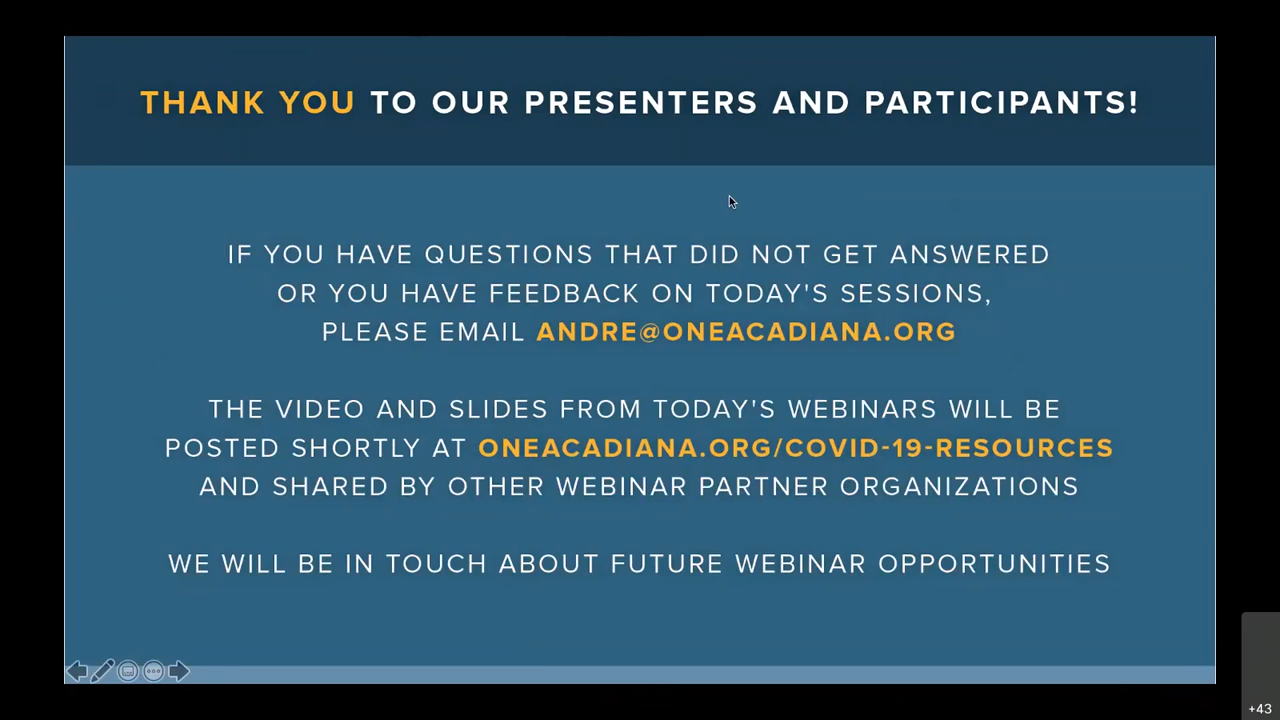 THANK YOU TO OUR PRESENTERS AND PARTICIPANTS!
IF YOU HAVE QUESTIONS THAT DID NOT GET ANSWERED
OR YOU HAVE FEEDBACK ON TODAY'S SESSIONS,
PLEASE EMAIL ANDRE@ONEACADIANA.ORG
THE VIDEO AND SLIDES FROM TODAY'S WEBINARS WILL BE
POSTED SHORTLY AT ONEACADIANA.ORG/COVID-19-RESOURCES
AND SHARED BY OTHER WEBINAR PARTNER ORGANIZATIONS
WE WILL BE IN TOUCH ABOUT FUTURE WEBINAR OPPORTUNITIES
+43